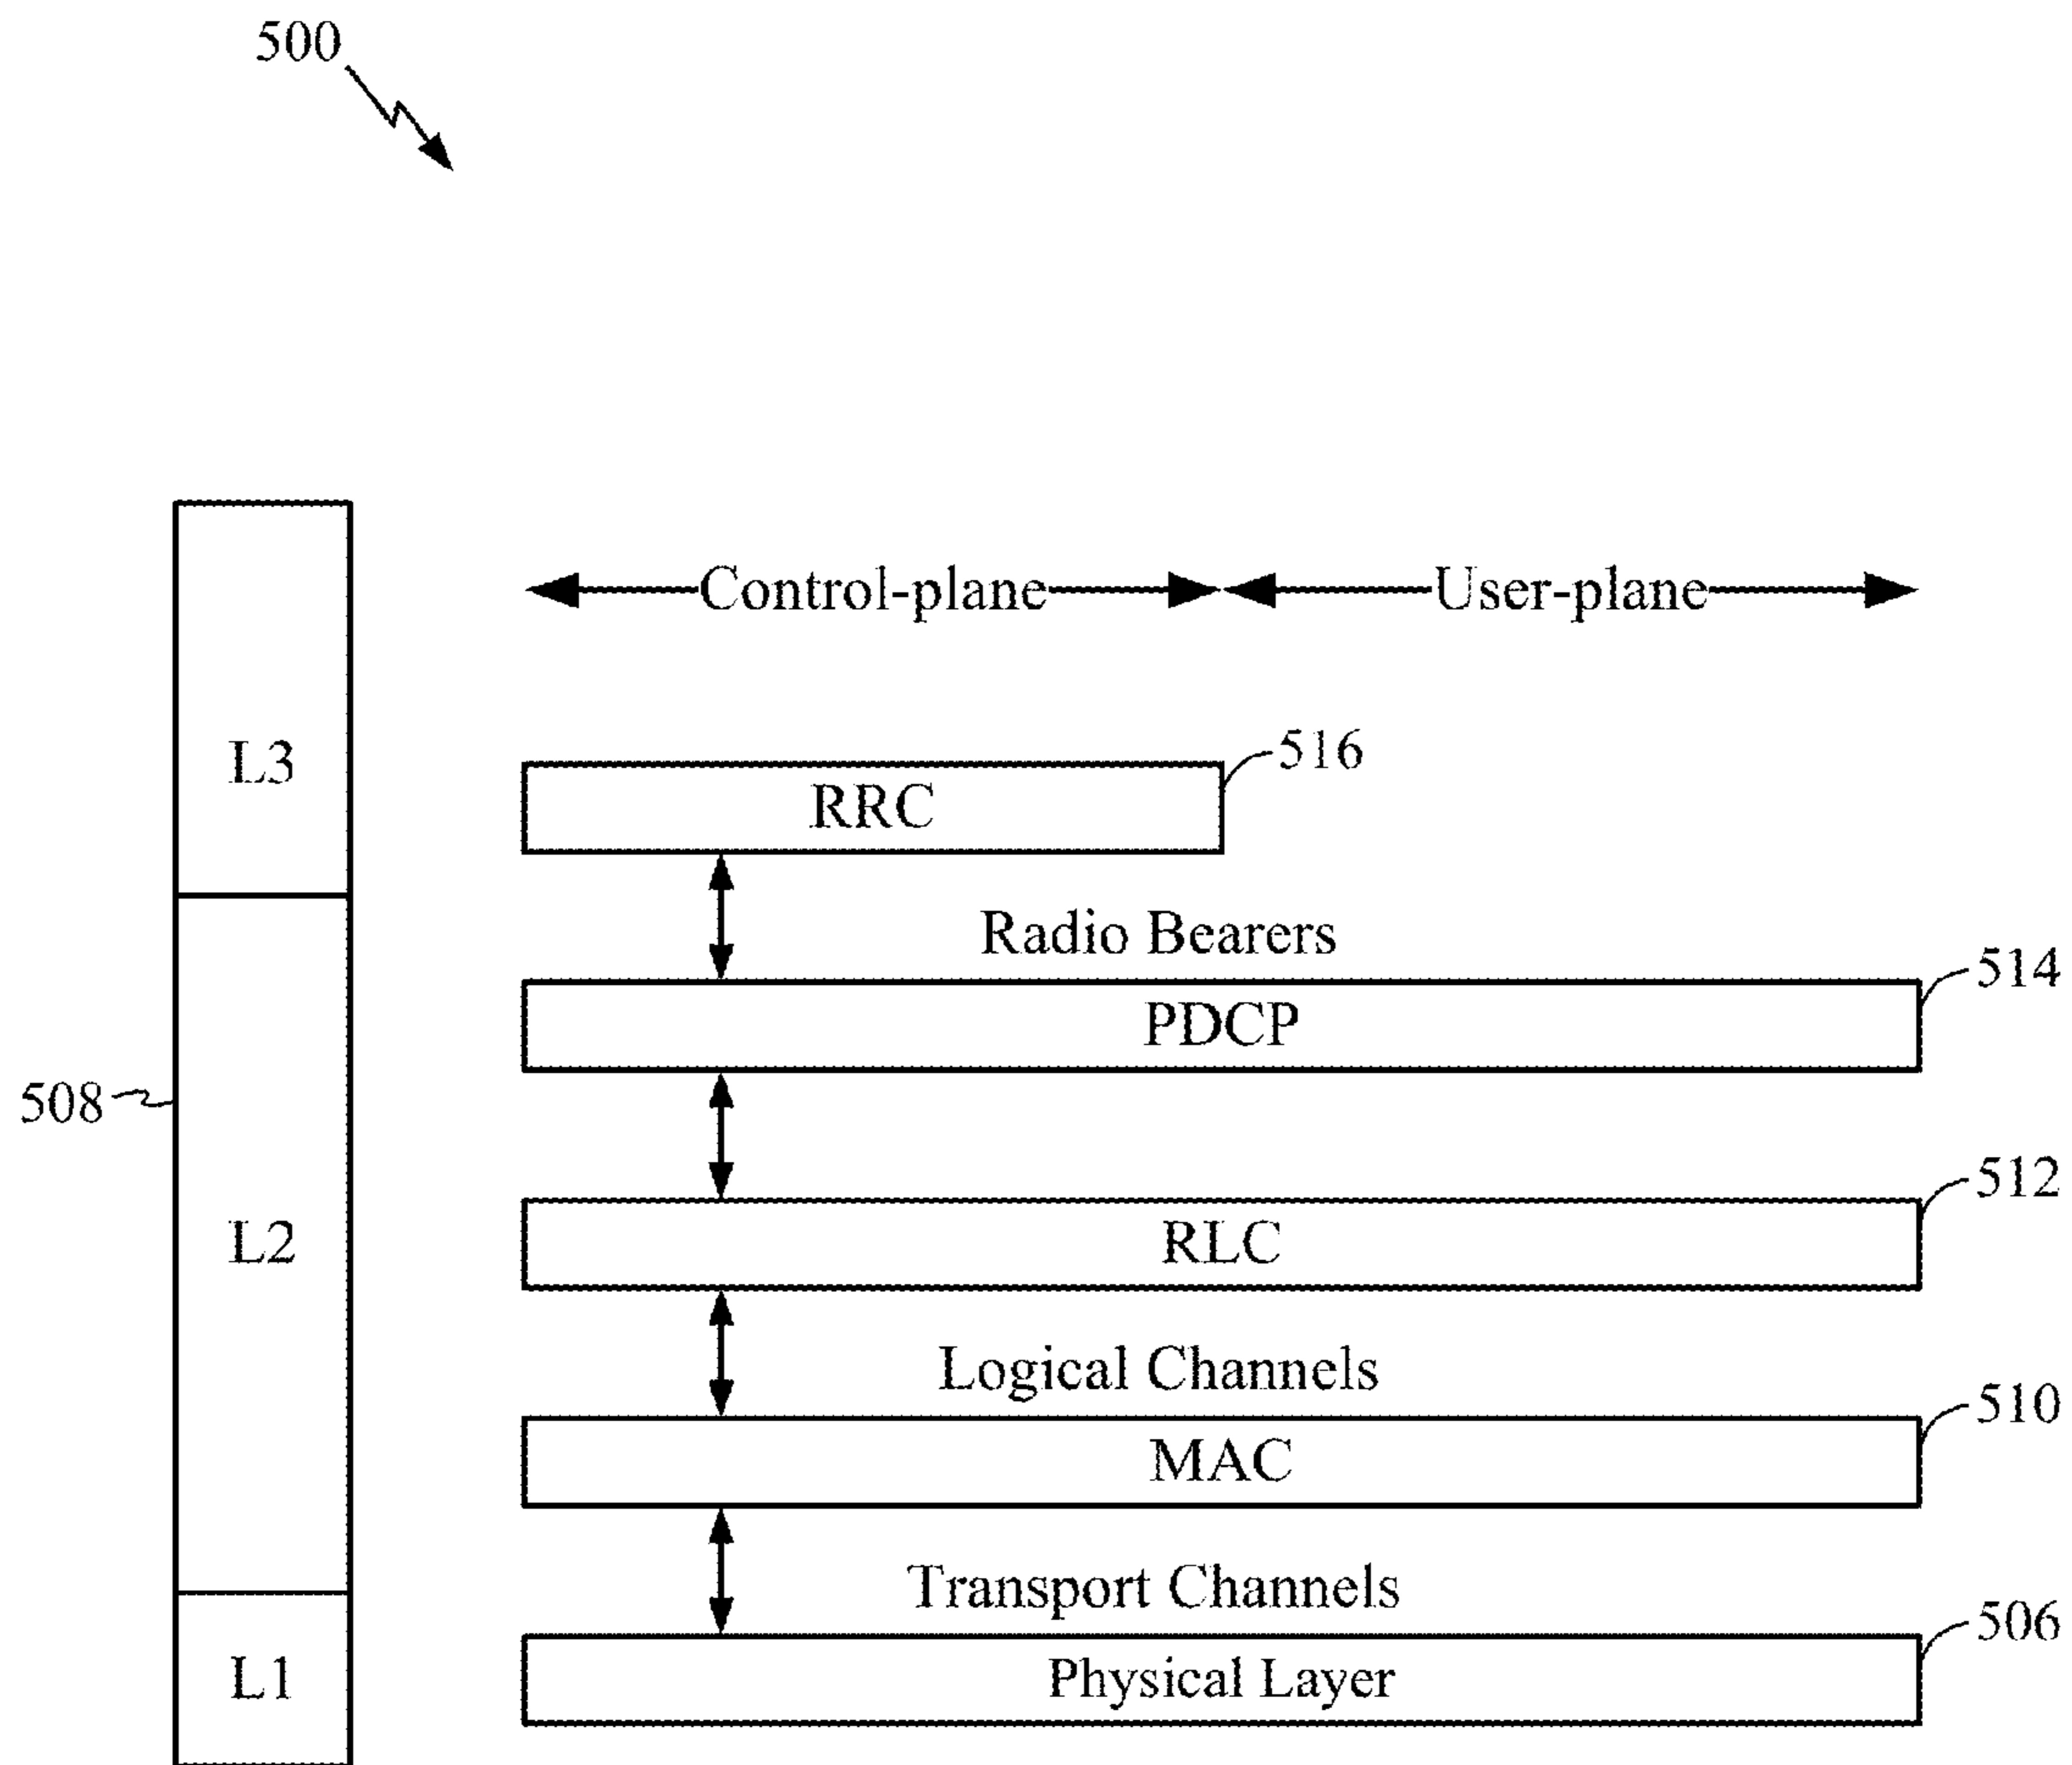 500
Control-plane User-plane
L3
516
RRC
Radio Bearers
514
PDCP
508
512
L2
RLC
Logical Channels
510
MAC
Transport Channels
506
L1
Physical Layer